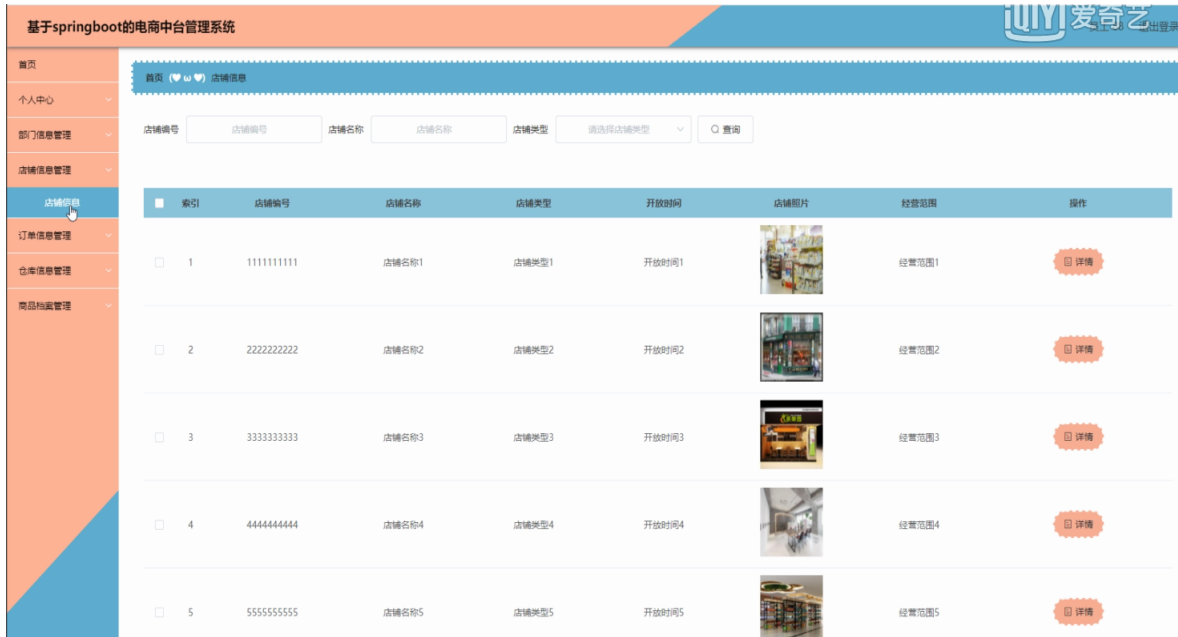 基于springboot的电商中台管理系统
iQIYI 爱奇艺
退出登录
首页
个人中心
部门信息管理
店铺信息管理
店铺信息
订单信息管理
仓库信息管理
商品档案管理
首页 (♥ω♥) 店铺信息
店铺编号 店铺编号 店铺名称 店铺名称 店铺类型 请选择店铺类型 查询
索引 店铺编号 店铺名称 店铺类型 开放时间 店铺照片 经营范围 操作
1 1111111111 店铺名称1 店铺类型1 开放时间1 经营范围1 详情
2 2222222222 店铺名称2 店铺类型2 开放时间2 经营范围2 详情
3 3333333333 店铺名称3 店铺类型3 开放时间3 经营范围3 详情
4 4444444444 店铺名称4 店铺类型4 开放时间4 经营范围4 详情
5 5555555555 店铺名称5 店铺类型5 开放时间5 经营范围5 详情